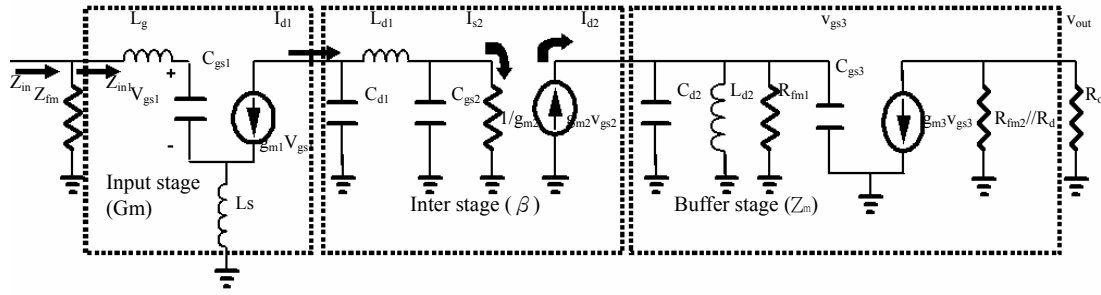 Lg Id1 Ld1 Is2 Id2 vgs3 vout
Zin Zfm Zin1 + Vgs1 - Cgs1 gm1Vgs Cd1 Cgs2 1/gm2 gm2vgs2 Cd2 Ld2 Rfm1 Cgs3 gm3vgs3 Rfm2//Rd
Input stage
(Gm)
Ls
Inter stage ( β )
Buffer stage (Zm)